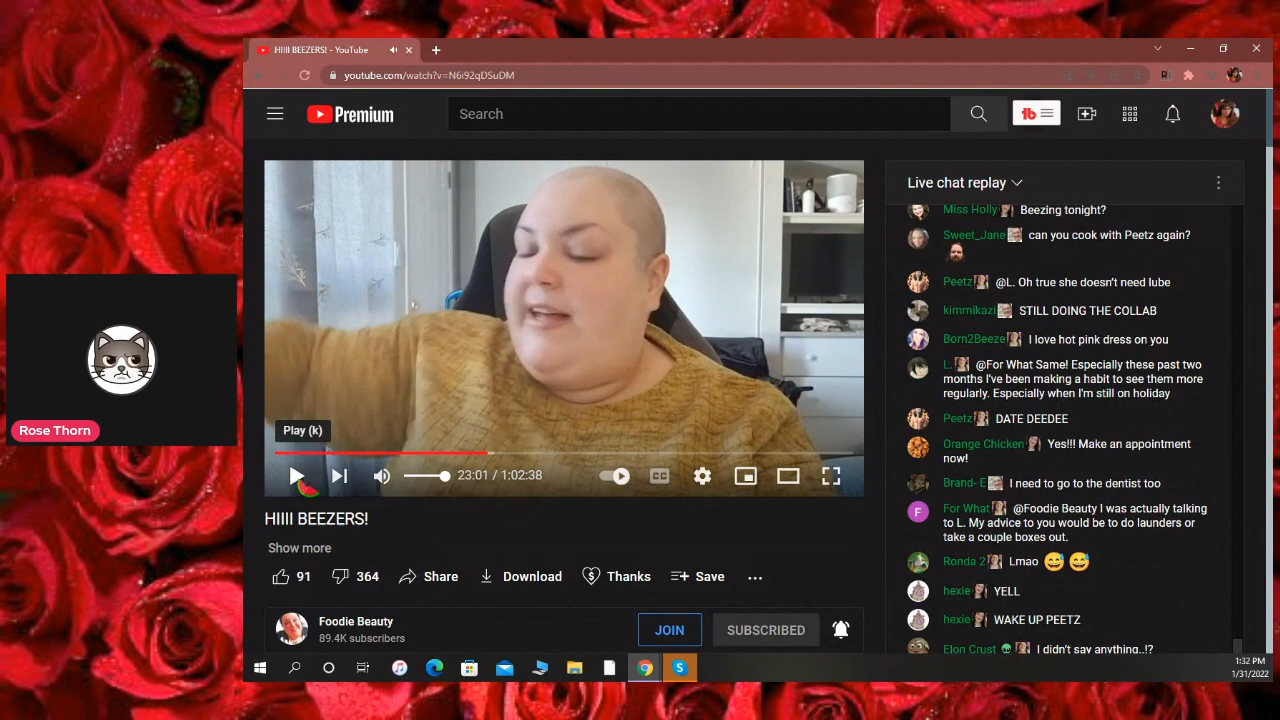 HIIII BEEZERS! - YouTube
youtube.com/watch?v=N6i92qDSuDM
Premium
Search
tb
Live chat replay
Miss Holly Beezing tonight?
Sweet_Jane can you cook with Peetz again?
Peetz @L. Oh true she doesn't need lube
kimmikazi STILL DOING THE COLLAB
Born2Beeze I love hot pink dress on you
L. @For What Same! Especially these past two
months I've been making a habit to see them more
regularly. Especially when I'm still on holiday
Peetz DATE DEEDEE
Orange Chicken Yes!!! Make an appointment
now!
Brand- E I need to go to the dentist too
For What @Foodie Beauty I was actually talking
to L. My advice to you would be to do launders or
take a couple boxes out.
Ronda 2 Lmao 😅 😅
hexie YELL
hexie WAKE UP PEETZ
Elon Crust 👽 I didn't say anything..!?
Rose Thorn
Play (k)
23:01 / 1:02:38
CC
HIIII BEEZERS!
Show more
91
364
Share
Download
Thanks
Save
Foodie Beauty
89.4K subscribers
JOIN
SUBSCRIBED
F
1:32 PM
1/31/2022